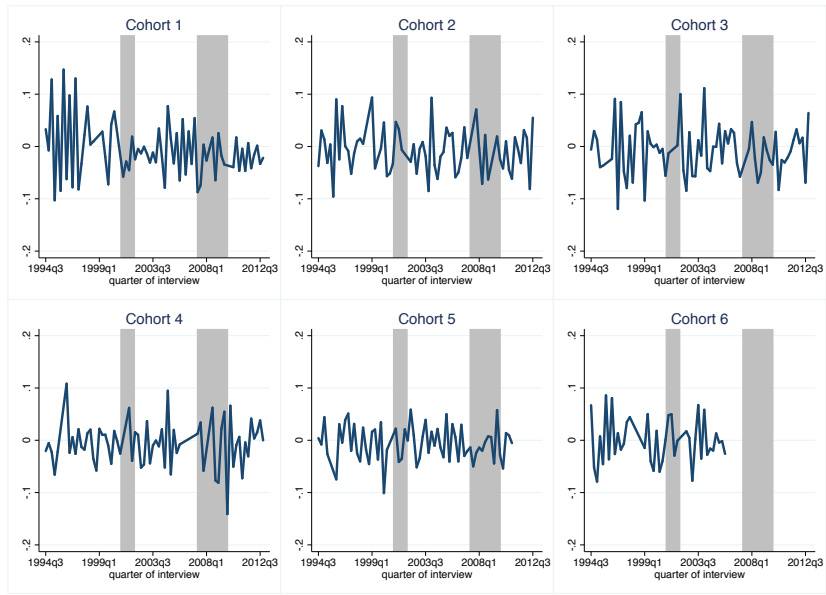 Cohort 1
.2
.1
0
-.1
-.2
1994q3 1999q1 2003q3 2008q1 2012q3
quarter of interview
Cohort 2
.2
.1
0
-.1
-.2
1994q3 1999q1 2003q3 2008q1 2012q3
quarter of interview
Cohort 3
.2
.1
0
-.1
-.2
1994q3 1999q1 2003q3 2008q1 2012q3
quarter of interview
Cohort 4
.2
.1
0
-.1
-.2
1994q3 1999q1 2003q3 2008q1 2012q3
quarter of interview
Cohort 5
.2
.1
0
-.1
-.2
1994q3 1999q1 2003q3 2008q1 2012q3
quarter of interview
Cohort 6
.2
.1
0
-.1
-.2
1994q3 1999q1 2003q3 2008q1 2012q3
quarter of interview